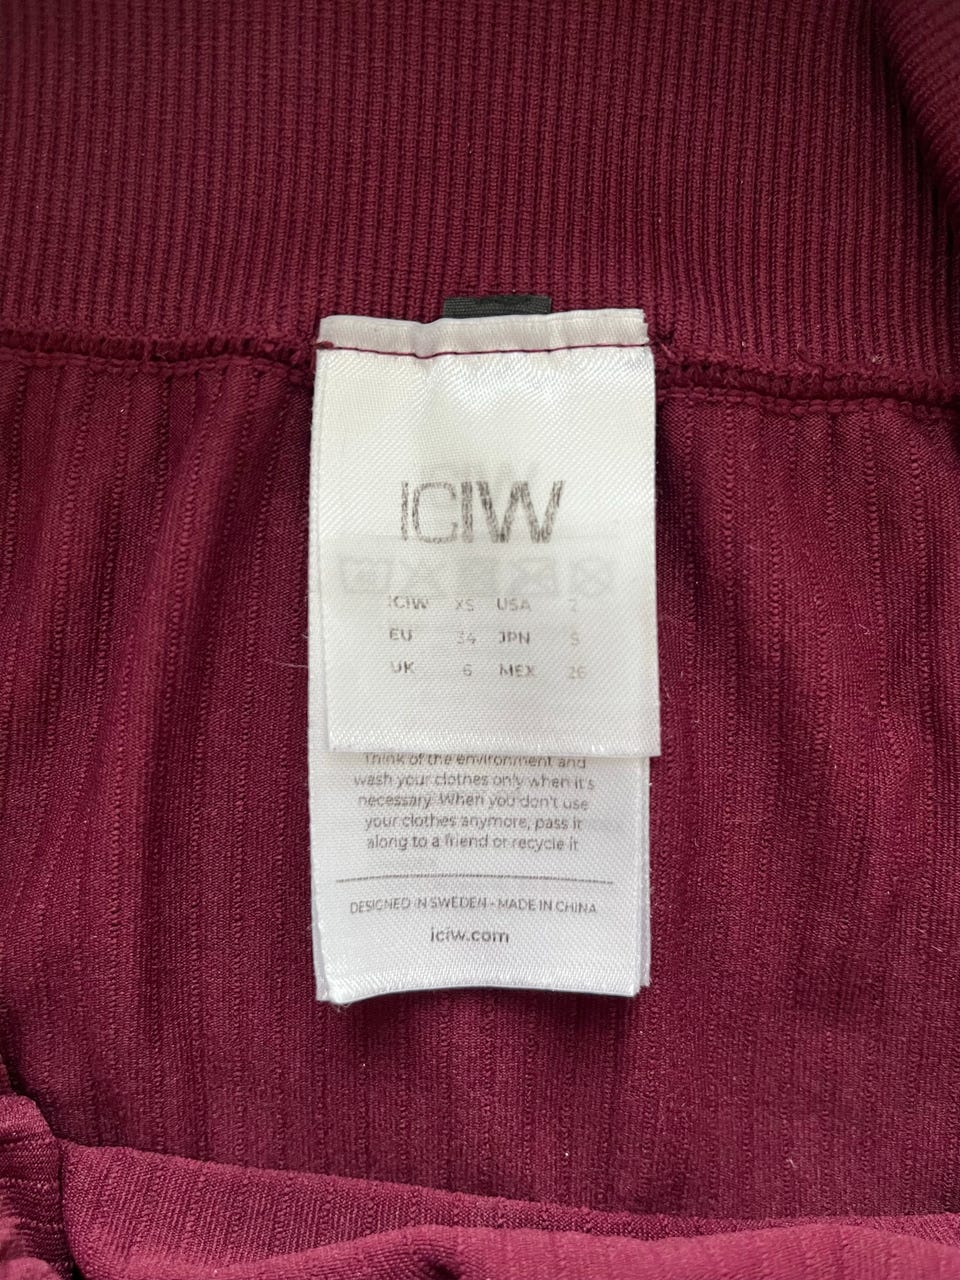 ICIW
ICIW XS USA 2
EU 34 JPN S
UK 6 MEX 26
Think of the environment and
wash your clothes only when it's
necessary. When you don't use
your clothes anymore, pass it
along to a friend or recycle it
DESIGNED IN SWEDEN - MADE IN CHINA
iciw.com